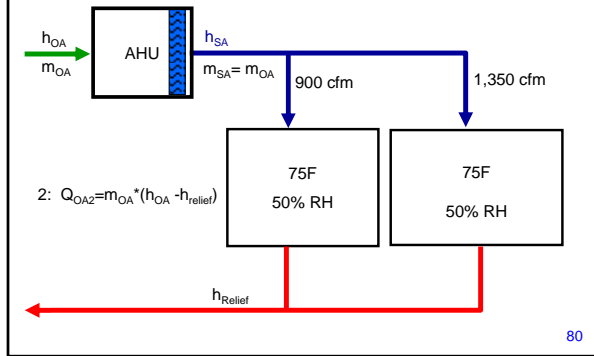 hOA
mOA
AHU
hSA
mSA= mOA
900 cfm
1,350 cfm
2: QOA2=mOA*(hOA -hrelief)
75F
50% RH
75F
50% RH
hRelief
80